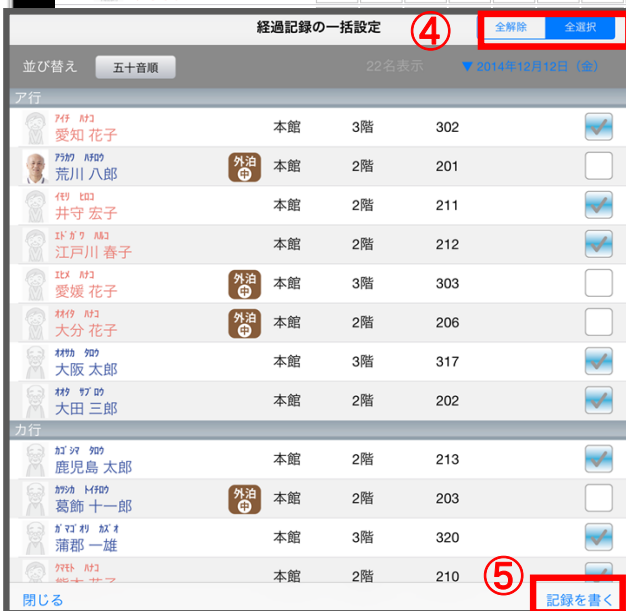 経過記録の一括設定 ④ 全解除 全選択
並び替え 五十音順 22名表示 ▼2014年12月12日（金）
ア行
ｱｲﾁ ﾊﾅｺ
愛知 花子 本館 3階 302
ｱﾗｶﾜ ﾊﾁﾛｳ
荒川 八郎 外泊中 本館 2階 201
ｲﾓﾘ ﾋﾛｺ
井守 宏子 本館 2階 211
ｴﾄﾞｶﾞﾜ ﾊﾙｺ
江戸川 春子 本館 2階 212
ｴﾋﾒ ﾊﾅｺ
愛媛 花子 外泊中 本館 3階 303
ｵｵｲﾀ ﾊﾅｺ
大分 花子 外泊中 本館 2階 206
ｵｵｻｶ ﾀﾛｳ
大阪 太郎 本館 3階 317
ｵｵﾀ ｻﾌﾞﾛｳ
大田 三郎 本館 2階 202
カ行
ｶｺﾞｼﾏ ﾀﾛｳ
鹿児島 太郎 本館 2階 213
ｶﾂｼｶ ﾄｲﾁﾛｳ
葛飾 十一郎 外泊中 本館 2階 203
ｶﾞﾏｺﾞｵﾘ ｶｽﾞｵ
蒲郡 一雄 本館 3階 320
ｸﾏﾓﾄ ﾊﾅｺ
熊本 花子 本館 2階 210
閉じる ⑤ 記録を書く